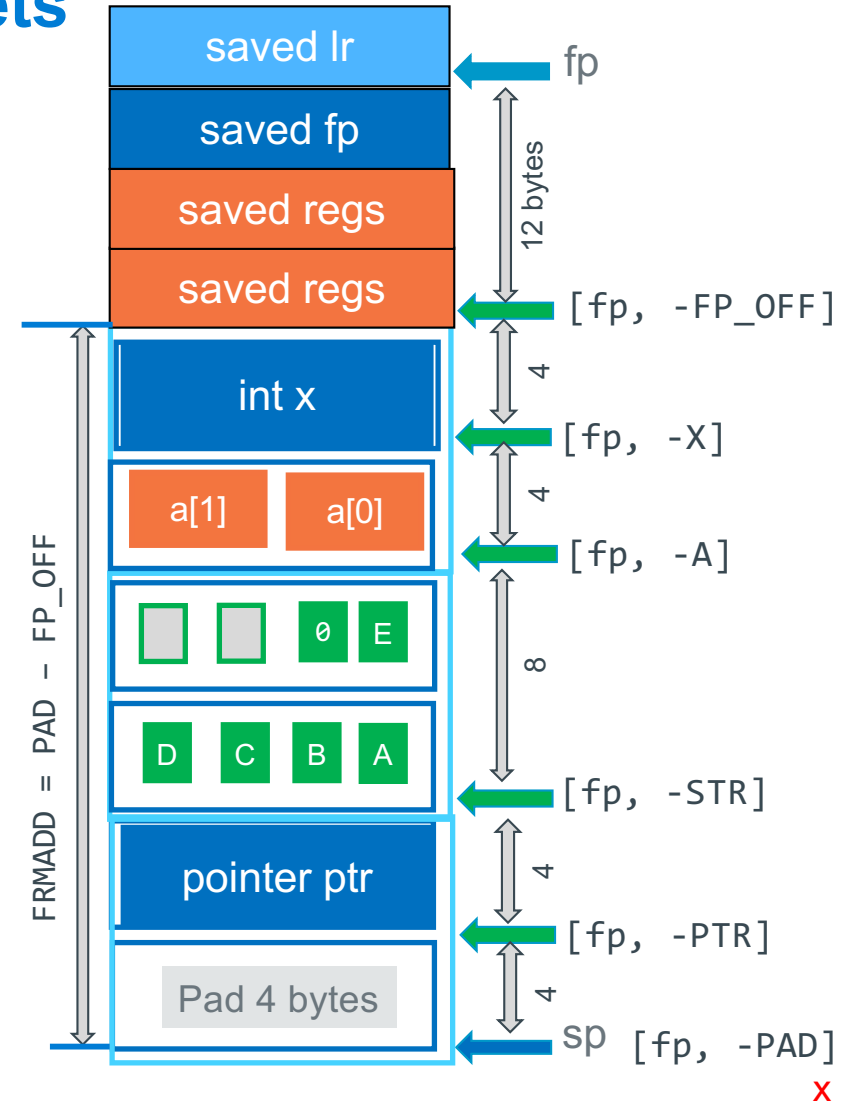 ets
saved lr
fp
saved fp
12 bytes
saved regs
saved regs
[fp, -FP_OFF]
4
int x
[fp, -X]
4
a[1] a[0]
[fp, -A]
FRMADD = PAD – FP_OFF
0 E
8
D C B A
[fp, -STR]
4
pointer ptr
[fp, -PTR]
4
Pad 4 bytes
sp [fp, -PAD]
x